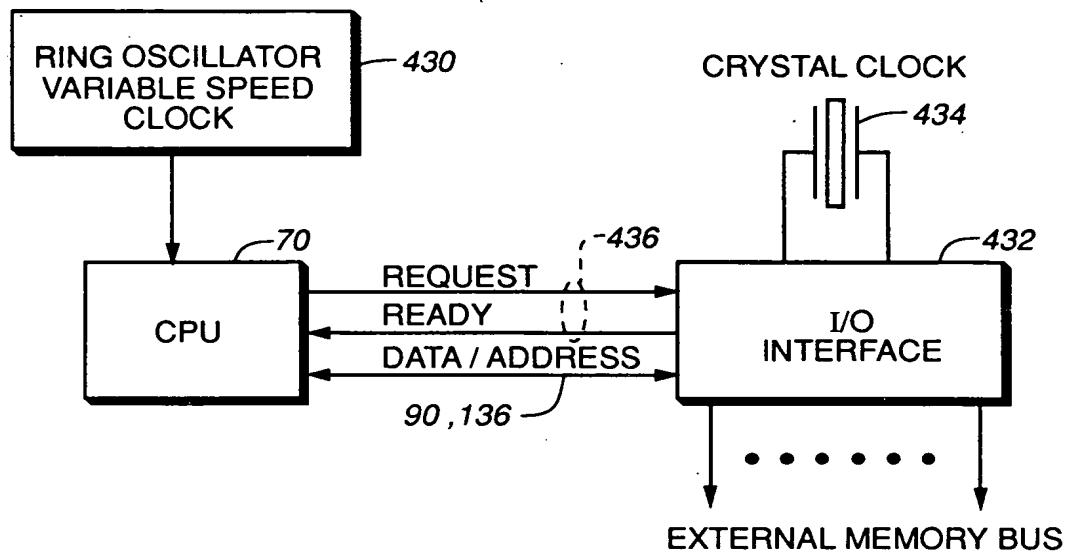 RING OSCILLATOR
VARIABLE SPEED
CLOCK
430
CRYSTAL CLOCK
434
70
436
432
REQUEST
READY
DATA / ADDRESS
CPU
I/O
INTERFACE
90 ,136
EXTERNAL MEMORY BUS